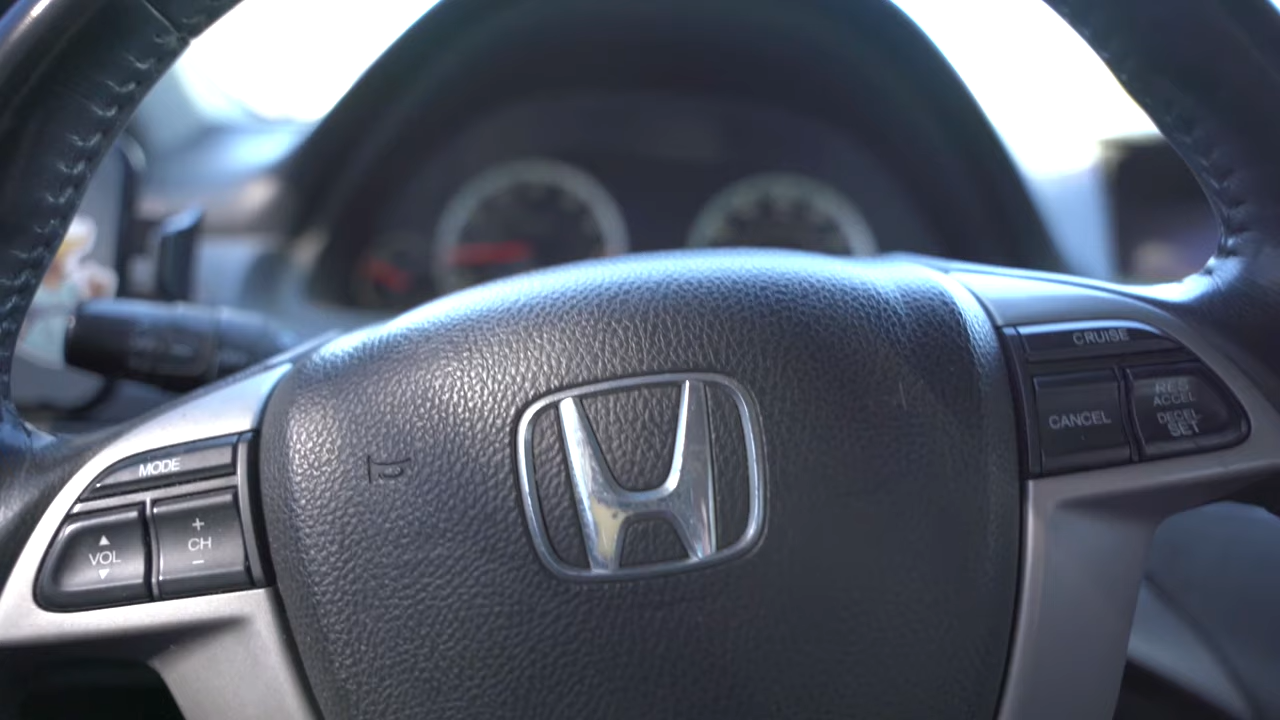 CRUISE
CANCEL
RES
ACCEL
DECEL
SET
MODE
VOL
+
CH
−